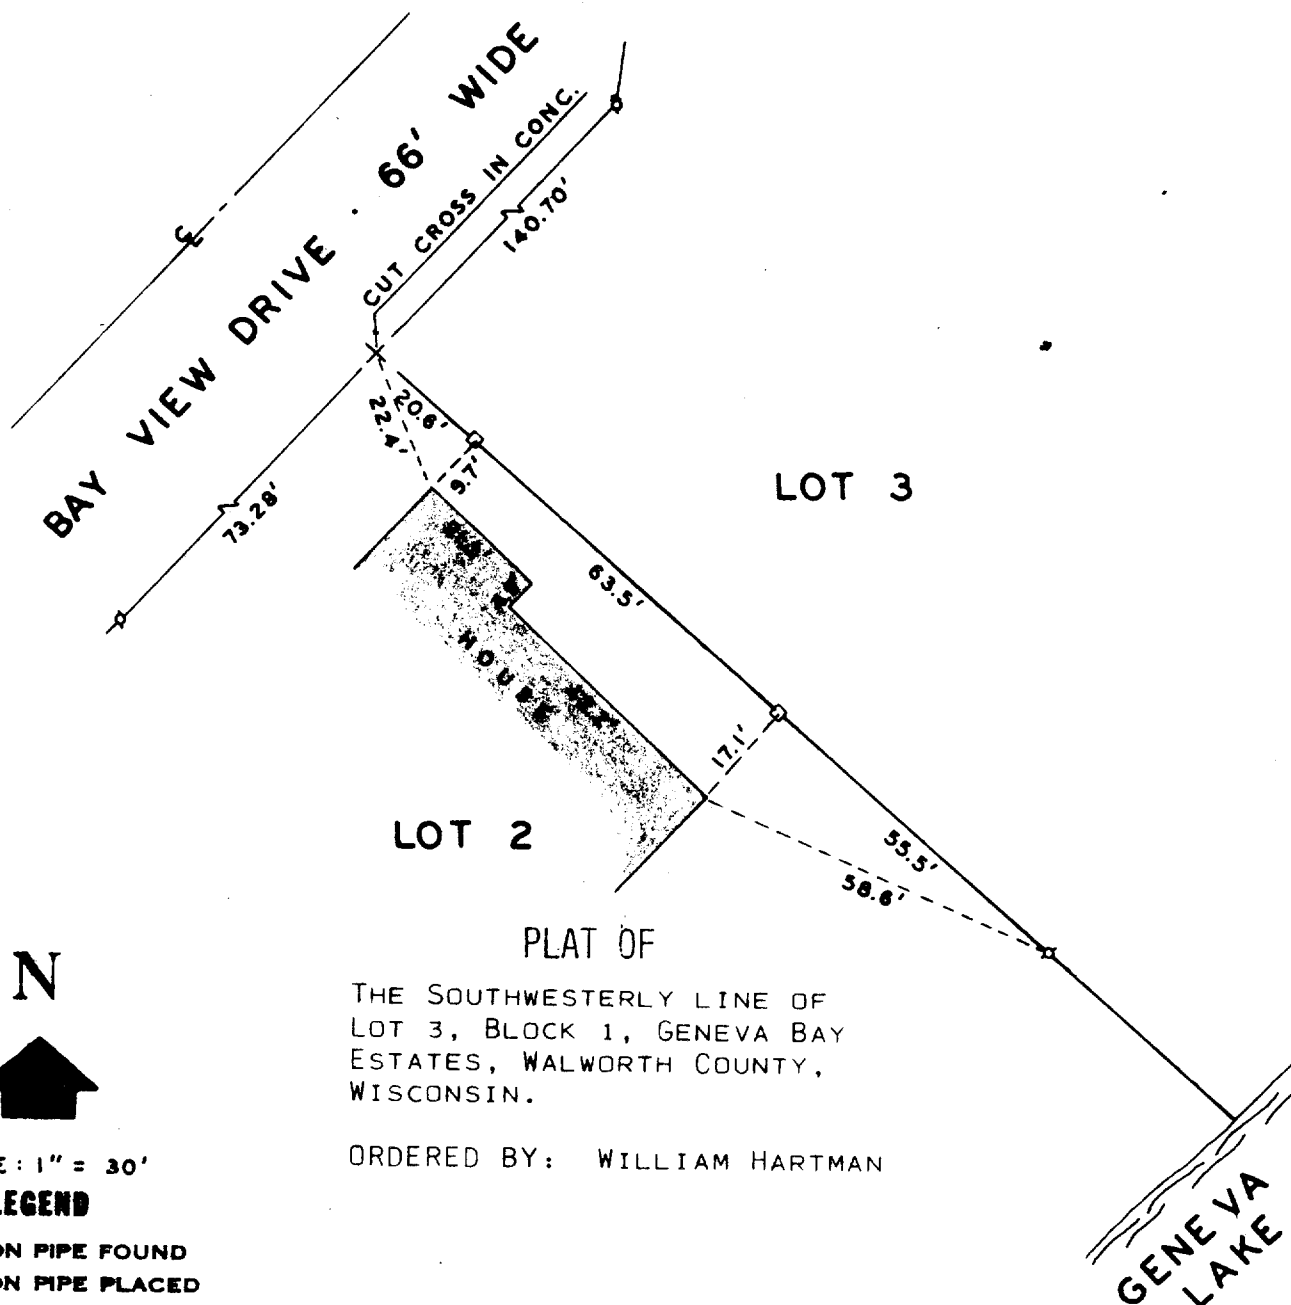 BAY VIEW DRIVE · 66' WIDE
CUT CROSS IN CONC.
140.70'
73.28'
20.6'
22.4'
9.7'
63.5'
LOT 3
HOUSE
17.1'
LOT 2
55.5'
58.6'
PLAT OF
THE SOUTHWESTERLY LINE OF
LOT 3, BLOCK 1, GENEVA BAY
ESTATES, WALWORTH COUNTY,
WISCONSIN.
ORDERED BY: WILLIAM HARTMAN
N
E: 1" = 30'
LEGEND
ON PIPE FOUND
ON PIPE PLACED
GENEVA
LAKE